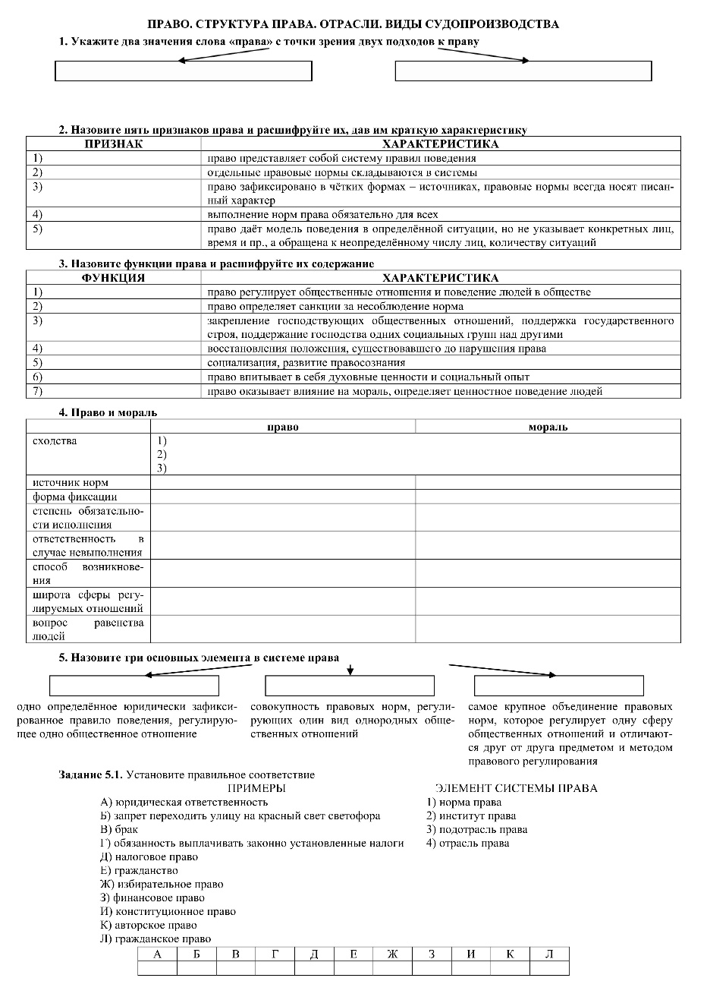 ПРАВО. СТРУКТУРА ПРАВА. ОТРАСЛИ. ВИДЫ СУДОПРОИЗВОДСТВА
1. Укажите два значения слова «права» с точки зрения двух подходов к праву
2. Назовите пять признаков права и расшифруйте их, дав им краткую характеристику
ПРИЗНАК ХАРАКТЕРИСТИКА
1) право представляет собой систему правил поведения
2) отдельные правовые нормы складываются в системы
3) право зафиксировано в чётких формах – источниках, правовые нормы всегда носят писан-
ный характер
4) выполнение норм права обязательно для всех
5) право даёт модель поведения в определённой ситуации, но не указывает конкретных лиц,
время и пр., а обращена к неопределённому числу лиц, количеству ситуаций
3. Назовите функции права и расшифруйте их содержание
ФУНКЦИЯ ХАРАКТЕРИСТИКА
1) право регулирует общественные отношения и поведение людей в обществе
2) право определяет санкции за несоблюдение норма
3) закрепление господствующих общественных отношений, поддержка государственного
строя, поддержание господства одних социальных групп над другими
4) восстановления положения, существовавшего до нарушения права
5) социализация, развитие правосознания
6) право впитывает в себя духовные ценности и социальный опыт
7) право оказывает влияние на мораль, определяет ценностное поведение людей
4. Право и мораль
право мораль
сходства 1)
2)
3)
источник норм
форма фиксации
степень обязательно-
сти исполнения
ответственность в
случае невыполнения
способ возникнове-
ния
широта сферы регу-
лируемых отношений
вопрос равенства
людей
5. Назовите три основных элемента в системе права
одно определённое юридически зафикси-
рованное правило поведения, регулирую-
щее одно общественное отношение
совокупность правовых норм, регули-
рующих один вид однородных обще-
ственных отношений
самое крупное объединение правовых
норм, которое регулирует одну сферу
общественных отношений и отличают-
ся друг от друга предметом и методом
правового регулирования
Задание 5.1. Установите правильное соответствие
ПРИМЕРЫ ЭЛЕМЕНТ СИСТЕМЫ ПРАВА
А) юридическая ответственность 1) норма права
Б) запрет переходить улицу на красный свет светофора 2) институт права
В) брак 3) подотрасль права
Г) обязанность выплачивать законно установленные налоги 4) отрасль права
Д) налоговое право
Е) гражданство
Ж) избирательное право
З) финансовое право
И) конституционное право
К) авторское право
Л) гражданское право
А Б В Г Д Е Ж З И К Л